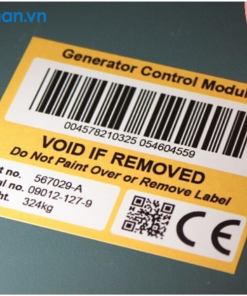 nan.vn
Generator Control Modul
004578210325 054604559
VOID IF REMOVED
Do Not Paint Over or Remove Label
t no. 567029-A
al no. 09012-127-9
ht. 324kg
CE